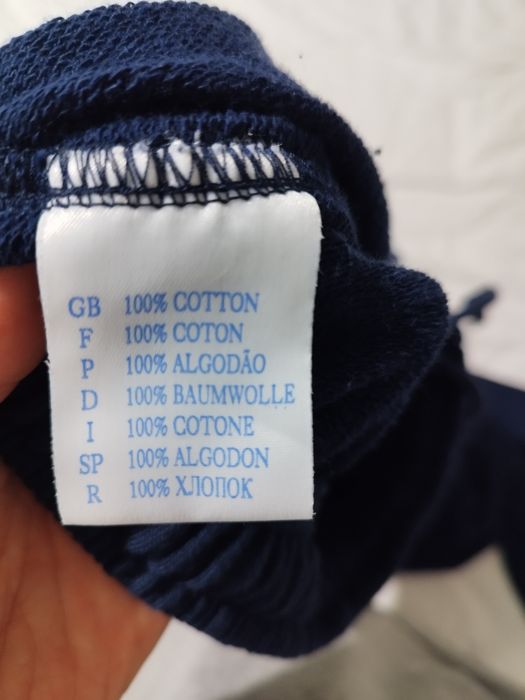 GB 100% COTTON
F 100% COTON
P 100% ALGODÃO
D 100% BAUMWOLLE
I 100% COTONE
SP 100% ALGODON
R 100% ХЛОПОК